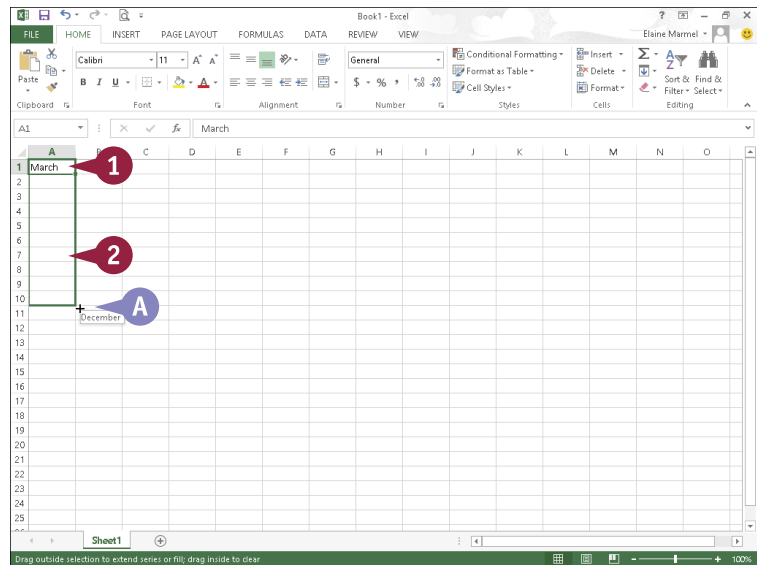 Book1 - Excel
FILE HOME INSERT PAGE LAYOUT FORMULAS DATA REVIEW VIEW Elaine Marmel
Calibri 11 A A General Conditional Formatting Insert Σ A Z
Paste B I U A $ % , .0 .00 .00 .0 Format as Table Delete Sort & Find &
Cell Styles Format Filter Select
Clipboard Font Alignment Number Styles Cells Editing
A1 fx March
A B C D E F G H I J K L M N O
1 March 1
2
3
4
5
6
7 2
8
9
10 A
11 December
12
13
14
15
16
17
18
19
20
21
22
23
24
25
Sheet1
Drag outside selection to extend series or fill; drag inside to clear 100%